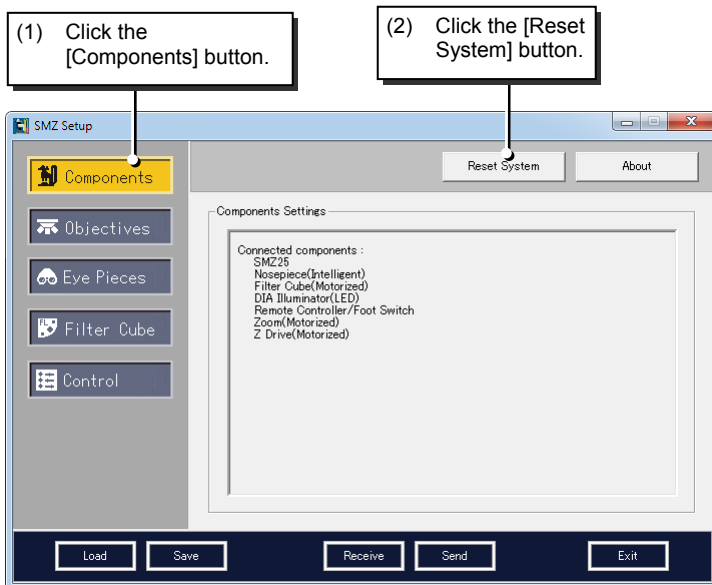 (1) Click the
[Components] button.
(2) Click the [Reset
System] button.
SMZ Setup
Components
Objectives
Eye Pieces
Filter Cube
Control
Reset System
About
Components Settings
Connected components :
SMZ25
Nosepiece(Intelligent)
Filter Cube(Motorized)
DIA Illuminator(LED)
Remote Controller/Foot Switch
Zoom(Motorized)
Z Drive(Motorized)
Load
Save
Receive
Send
Exit